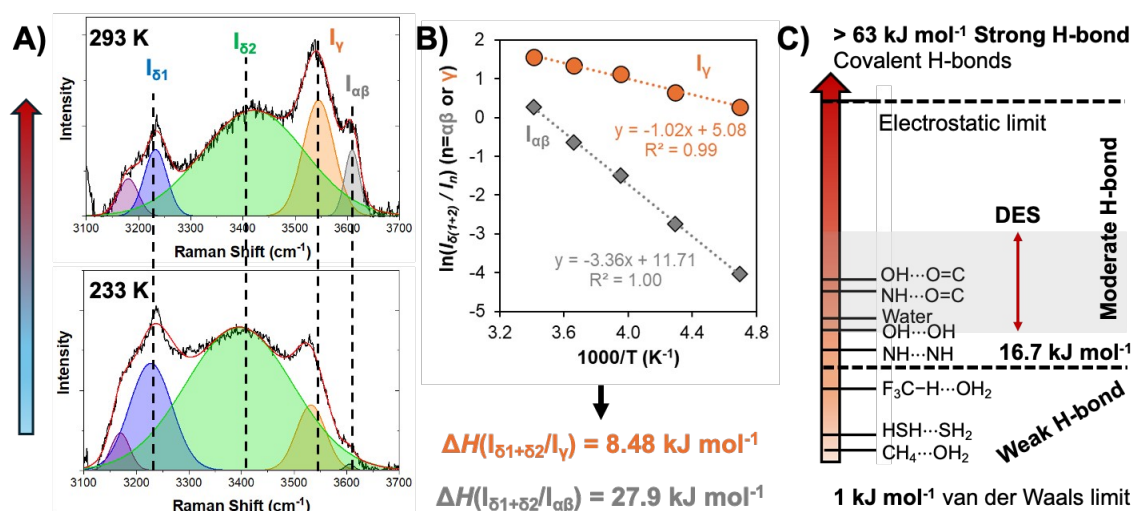 A)
293 K
Iδ1
Iδ2
Iγ
Iαβ
Intensity
3100 3200 3300 3400 3500 3600 3700
Raman Shift (cm⁻¹)
233 K
Intensity
3100 3200 3300 3400 3500 3600 3700
Raman Shift (cm⁻¹)
B)
ln(Iδ(1+2) / In) (n=αβ or γ)
2
1
0
-1
-2
-3
-4
-5
Iγ
y = -1.02x + 5.08
R² = 0.99
Iαβ
y = -3.36x + 11.71
R² = 1.00
3.2 3.6 4.0 4.4 4.8
1000/T (K⁻¹)
ΔH(Iδ1+δ2/Iγ) = 8.48 kJ mol⁻¹
ΔH(Iδ1+δ2/Iαβ) = 27.9 kJ mol⁻¹
C)
> 63 kJ mol⁻¹ Strong H-bond
Covalent H-bonds
Electrostatic limit
DES
Moderate H-bond
OH···O=C
NH···O=C
Water
OH···OH
NH···NH
16.7 kJ mol⁻¹
F₃C−H···OH₂
HSH···SH₂
CH₄···OH₂
Weak H-bond
1 kJ mol⁻¹ van der Waals limit